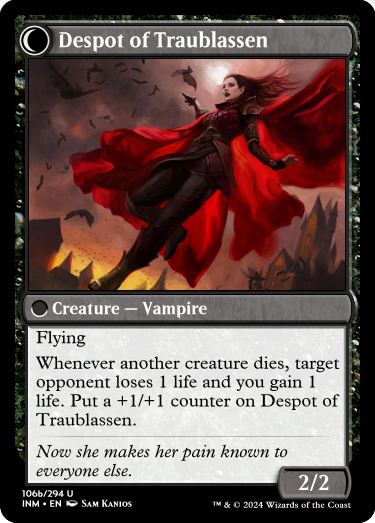 Despot of Traublassen
Creature — Vampire
Flying
Whenever another creature dies, target
opponent loses 1 life and you gain 1
life. Put a +1/+1 counter on Despot of
Traublassen.
Now she makes her pain known to
everyone else.
2/2
106b/294 U
INM • EN Sam Kanios
™ & © 2024 Wizards of the Coast